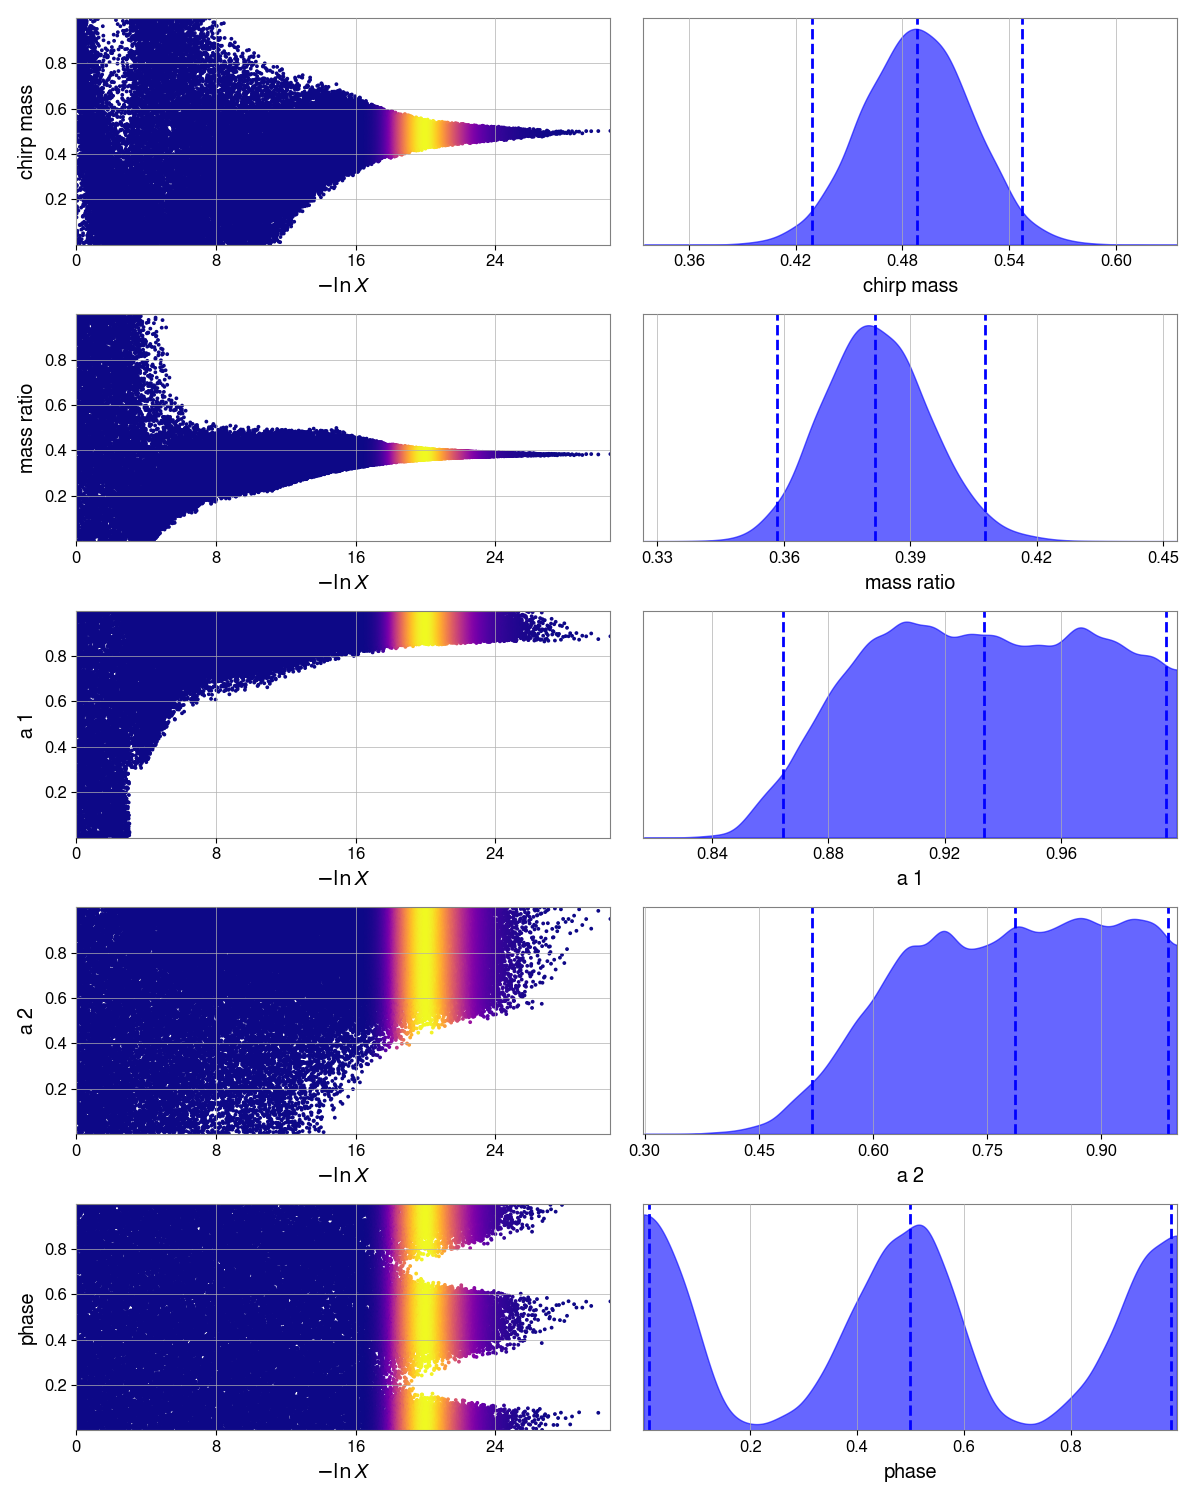 chirp mass
0.8
0.6
0.4
0.2
0 8 16 24
−ln X
0.36 0.42 0.48 0.54 0.60
chirp mass
mass ratio
0.8
0.6
0.4
0.2
0 8 16 24
−ln X
0.33 0.36 0.39 0.42 0.45
mass ratio
a 1
0.8
0.6
0.4
0.2
0 8 16 24
−ln X
0.84 0.88 0.92 0.96
a 1
a 2
0.8
0.6
0.4
0.2
0 8 16 24
−ln X
0.30 0.45 0.60 0.75 0.90
a 2
phase
0.8
0.6
0.4
0.2
0 8 16 24
−ln X
0.2 0.4 0.6 0.8
phase